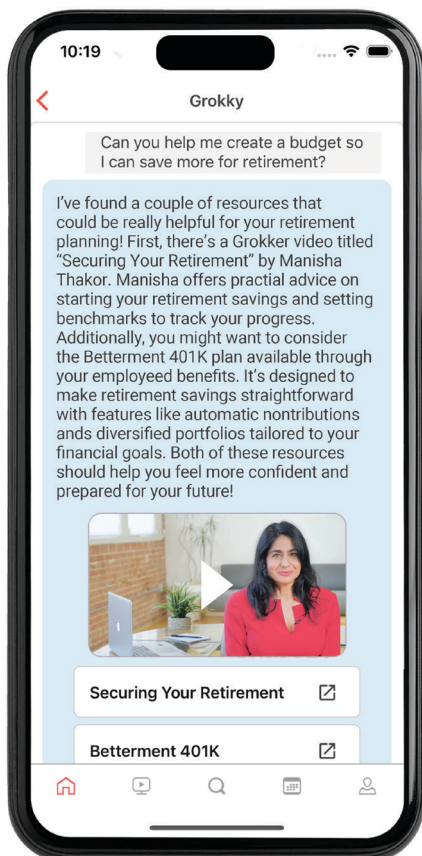 10:19
Grokky
Can you help me create a budget so
I can save more for retirement?
I've found a couple of resources that
could be really helpful for your retirement
planning! First, there's a Grokker video titled
“Securing Your Retirement” by Manisha
Thakor. Manisha offers practial advice on
starting your retirement savings and setting
benchmarks to track your progress.
Additionally, you might want to consider
the Betterment 401K plan available through
your employeed benefits. It's designed to
make retirement savings straightforward
with features like automatic nontributions
ands diversified portfolios tailored to your
financial goals. Both of these resources
should help you feel more confident and
prepared for your future!
Securing Your Retirement
Betterment 401K